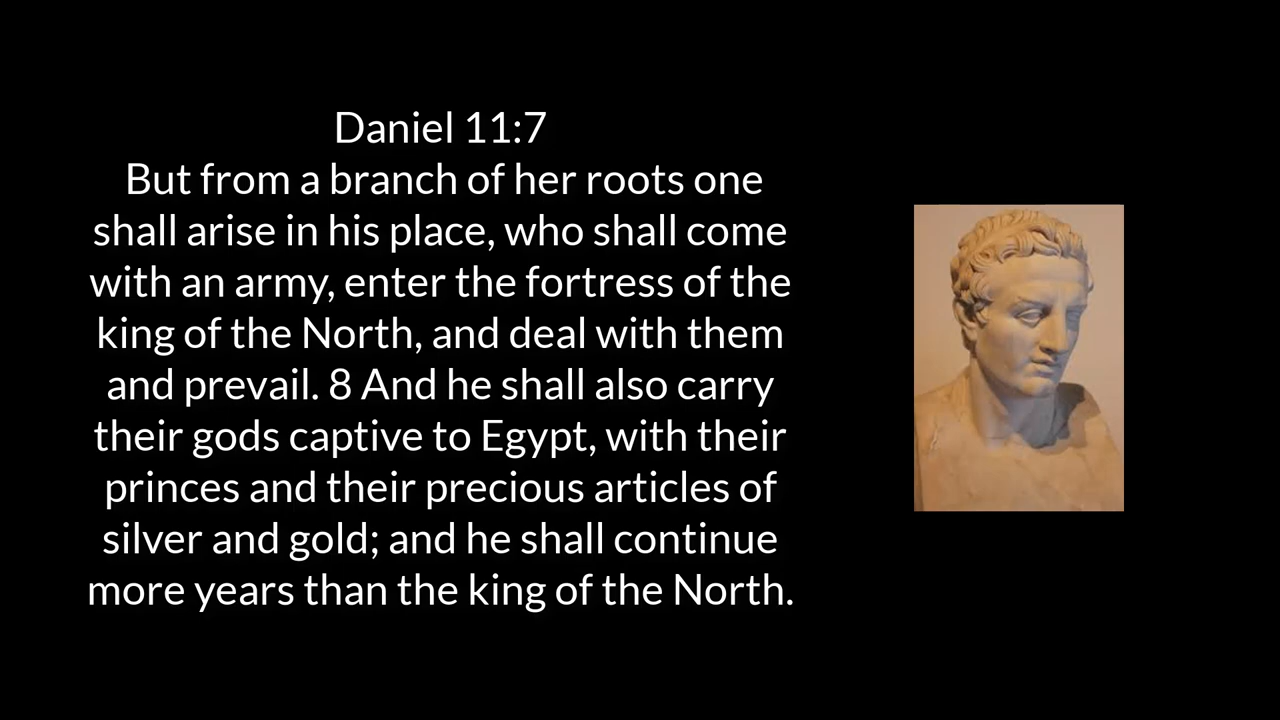 Daniel 11:7
But from a branch of her roots one
shall arise in his place, who shall come
with an army, enter the fortress of the
king of the North, and deal with them
and prevail. 8 And he shall also carry
their gods captive to Egypt, with their
princes and their precious articles of
silver and gold; and he shall continue
more years than the king of the North.